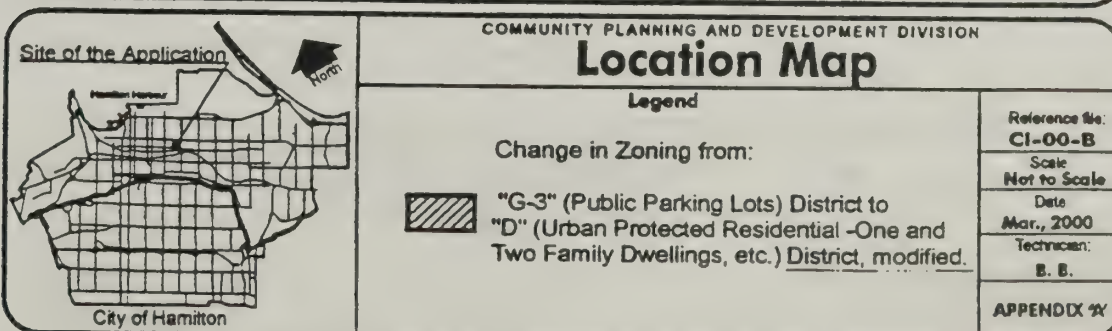 Site of the Application
North
Hamilton Harbour
City of Hamilton
COMMUNITY PLANNING AND DEVELOPMENT DIVISION
Location Map
Legend
Change in Zoning from:
"G-3" (Public Parking Lots) District to
"D" (Urban Protected Residential -One and
Two Family Dwellings, etc.) District, modified.
Reference file:
CI-00-B
Scale
Not to Scale
Date
Mar., 2000
Technician:
B. B.
APPENDIX "A"